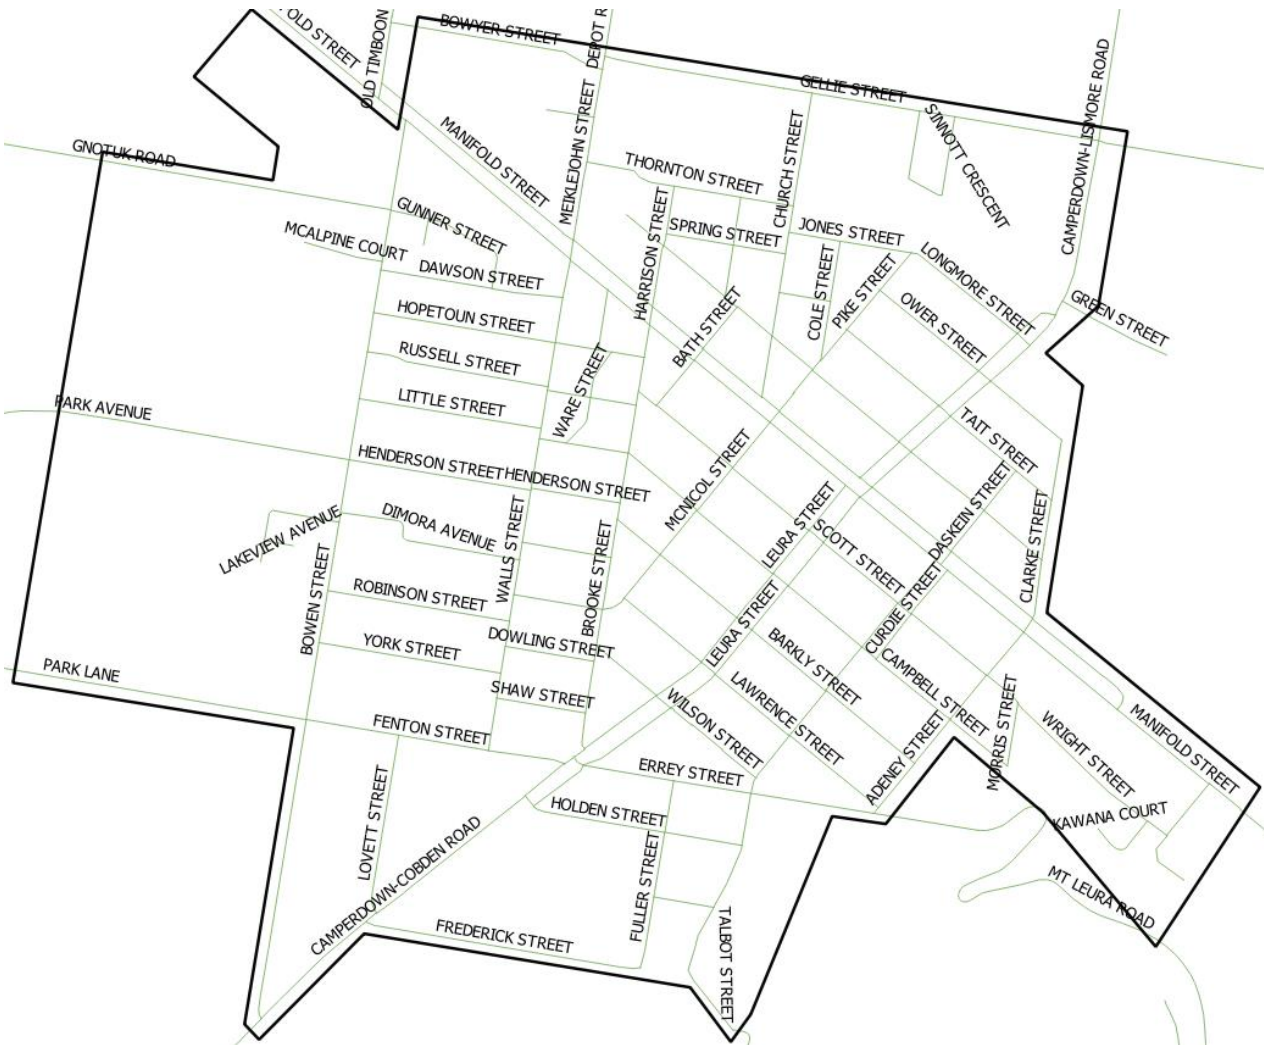 OLD STREET
OLD TIMBOON
BOWYER STREET
DEPOT R
GELLIE STREET
SINNOTT CRESCENT
CAMPERDOWN-LISMORE ROAD
GNOTUK ROAD
MANIFOLD STREET
MEIKLEJOHN STREET
THORNTON STREET
CHURCH STREET
GUNNER STREET
MCALPINE COURT
HARRISON STREET
SPRING STREET
JONES STREET
LONGMORE STREET
DAWSON STREET
COLE STREET
PIKE STREET
OWER STREET
GREEN STREET
HOPETOUN STREET
BATH STREET
RUSSELL STREET
WARE STREET
LITTLE STREET
PARK AVENUE
TAIT STREET
HENDERSON STREET
HENDERSON STREET
MCNICOL STREET
LEURA STREET
DASKEIN STREET
CLARKE STREET
LAKEVIEW AVENUE
DIMORA AVENUE
WALLS STREET
SCOTT STREET
BOWEN STREET
BROOKE STREET
ROBINSON STREET
LEURA STREET
CURDIE STREET
YORK STREET
DOWLING STREET
BARKLY STREET
CAMPBELL STREET
PARK LANE
SHAW STREET
WILSON STREET
LAWRENCE STREET
MORRIS STREET
WRIGHT STREET
MANIFOLD STREET
FENTON STREET
ADENEY STREET
ERREY STREET
LOVETT STREET
HOLDEN STREET
KAWANA COURT
CAMPERDOWN-COBDEN ROAD
FULLER STREET
MT LEURA ROAD
FREDERICK STREET
TALBOT STREET